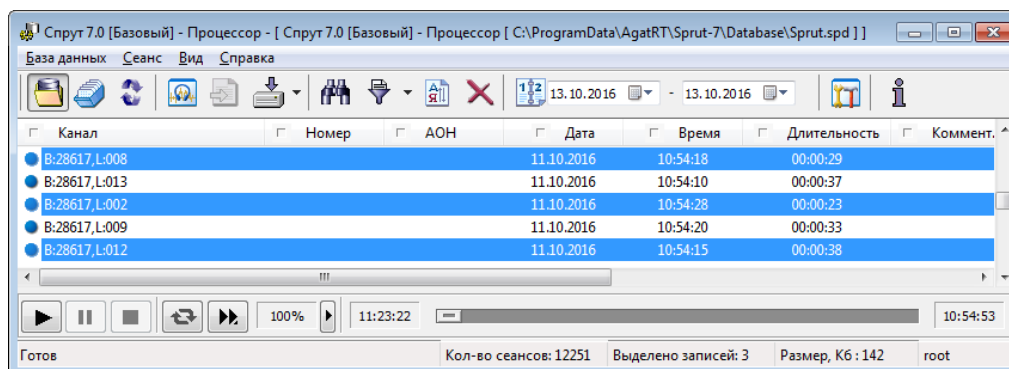 Спрут 7.0 [Базовый] - Процессор - [ Спрут 7.0 [Базовый] - Процессор [ C:\ProgramData\AgatRT\Sprut-7\Database\Sprut.spd ] ]
База данных Сеанс Вид Справка
13.10.2016 - 13.10.2016
Канал Номер АОН Дата Время Длительность Коммент.
B:28617,L:008 11.10.2016 10:54:18 00:00:29
B:28617,L:013 11.10.2016 10:54:10 00:00:37
B:28617,L:002 11.10.2016 10:54:28 00:00:23
B:28617,L:009 11.10.2016 10:54:20 00:00:33
B:28617,L:012 11.10.2016 10:54:15 00:00:38
100% 11:23:22 10:54:53
Готов Кол-во сеансов: 12251 Выделено записей: 3 Размер, Кб : 142 root